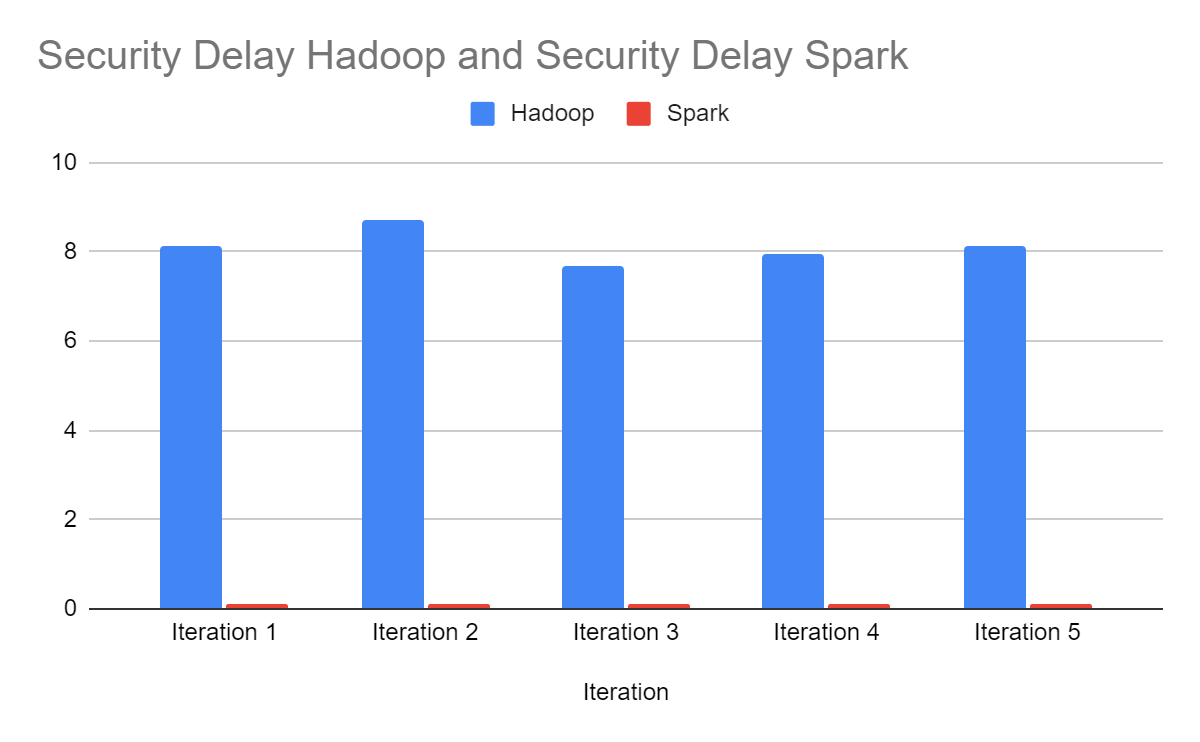 Security Delay Hadoop and Security Delay Spark
Hadoop Spark
10
8
6
4
2
0
Iteration 1 Iteration 2 Iteration 3 Iteration 4 Iteration 5
Iteration